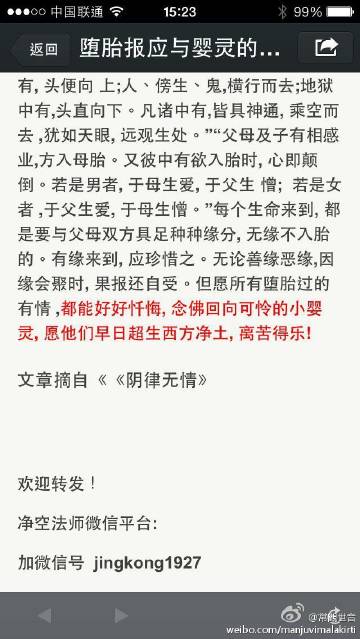 中国联通 15:23 99%
返回 堕胎报应与婴灵的...
有, 头便向 上;人、傍生、鬼,横行而去;地狱
中有,头直向下。凡诸中有,皆具神通, 乘空而
去 ,犹如天眼, 远观生处。”“父母及子有相感
业,方入母胎。又彼中有欲入胎时, 心即颠
倒。若是男者, 于母生爱, 于父生 憎; 若是女
者 ,于父生爱, 于母生憎。”每个生命来到, 都
是要与父母双方具足种种缘分, 无缘不入胎
的。有缘来到, 应珍惜之。无论善缘恶缘,因
缘会聚时, 果报还自受。但愿所有堕胎过的
有情 ,都能好好忏悔, 念佛回向可怜的小婴
灵, 愿他们早日超生西方净土, 离苦得乐!
文章摘自《《阴律无情》
欢迎转发！
净空法师微信平台:
加微信号 jingkong1927
weibo.com/manjuvimalakirti